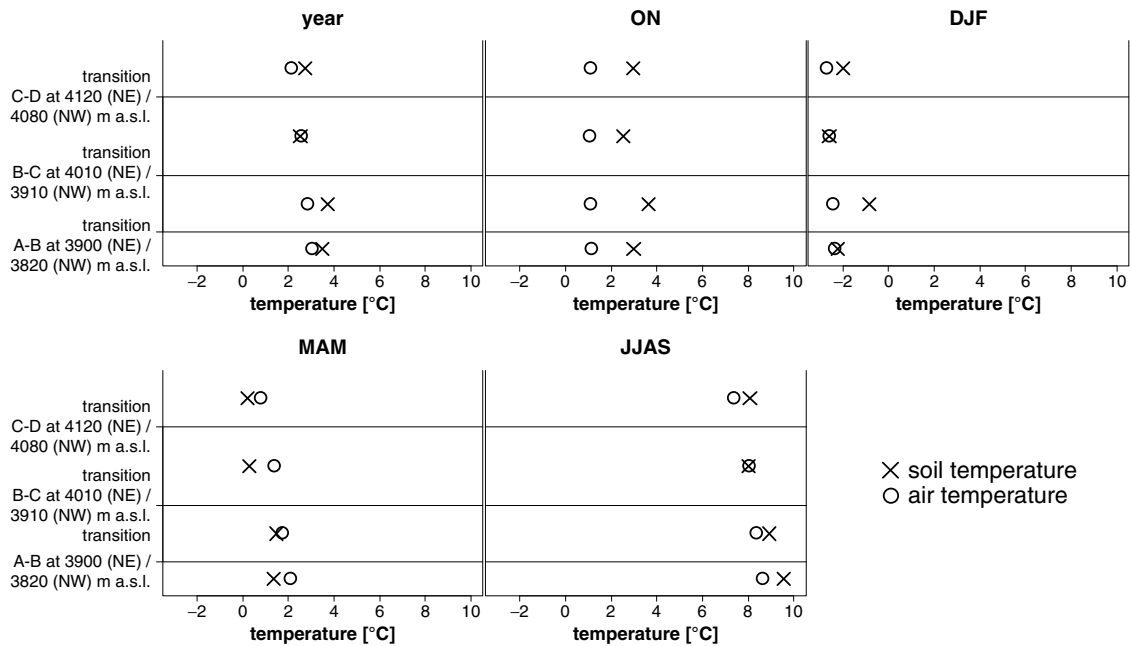 year
ON
DJF
transition
C-D at 4120 (NE) /
4080 (NW) m a.s.l.
transition
B-C at 4010 (NE) /
3910 (NW) m a.s.l.
transition
A-B at 3900 (NE) /
3820 (NW) m a.s.l.
−2 0 2 4 6 8 10
−2 0 2 4 6 8 10
−2 0 2 4 6 8 10
temperature [°C]
temperature [°C]
temperature [°C]
MAM
JJAS
transition
C-D at 4120 (NE) /
4080 (NW) m a.s.l.
transition
B-C at 4010 (NE) /
3910 (NW) m a.s.l.
transition
A-B at 3900 (NE) /
3820 (NW) m a.s.l.
−2 0 2 4 6 8 10
−2 0 2 4 6 8 10
temperature [°C]
temperature [°C]
soil temperature
air temperature